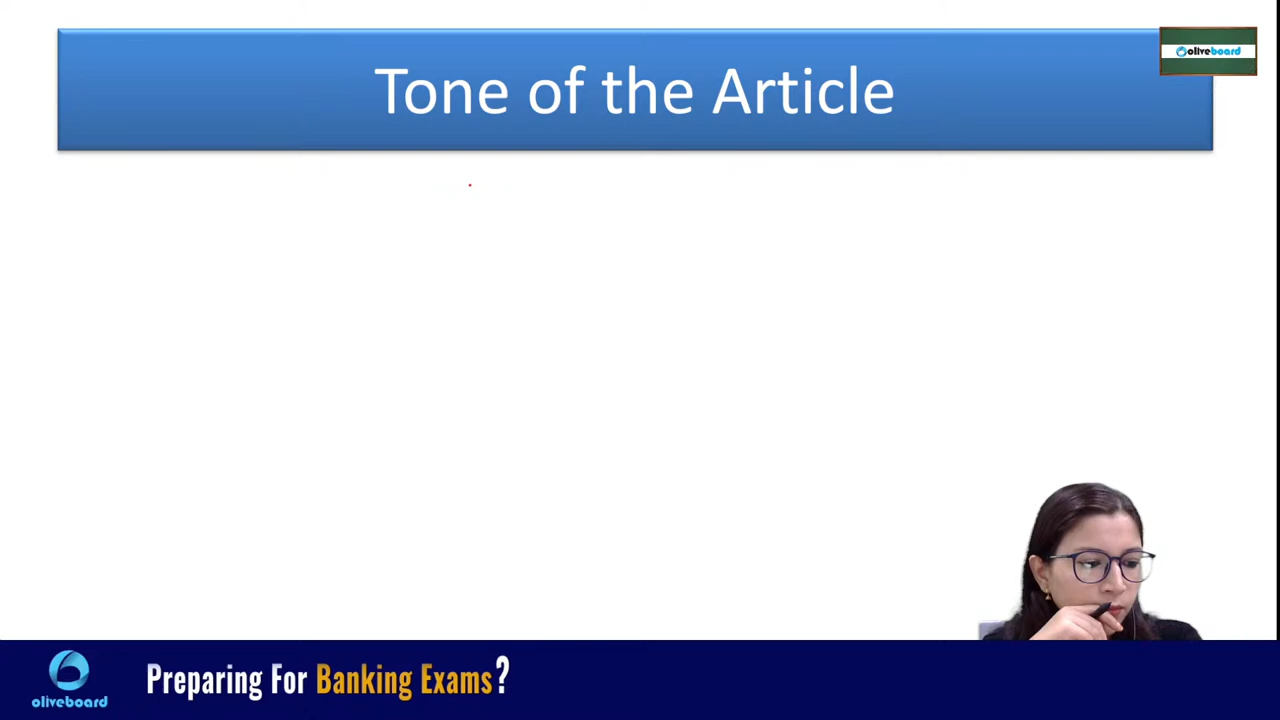 oliveboard
Tone of the Article
Preparing For Banking Exams?
oliveboard